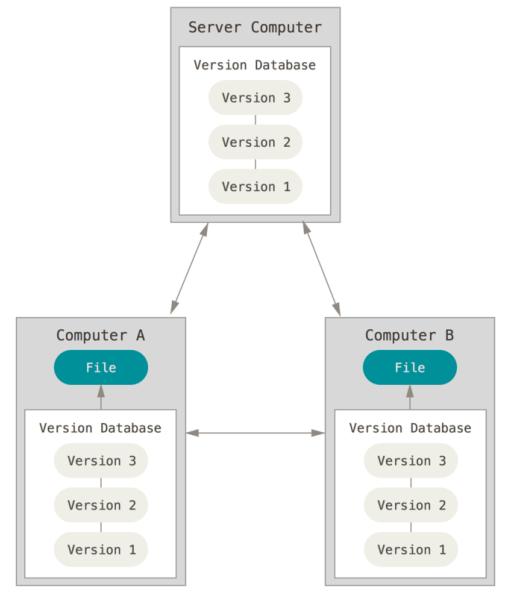 Server Computer
Version Database
Version 3
Version 2
Version 1
Computer A
File
Version Database
Version 3
Version 2
Version 1
Computer B
File
Version Database
Version 3
Version 2
Version 1